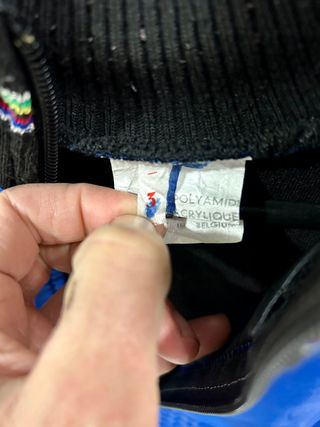 3
POLYAMIDE
ACRYLIQUE
BELGIUM